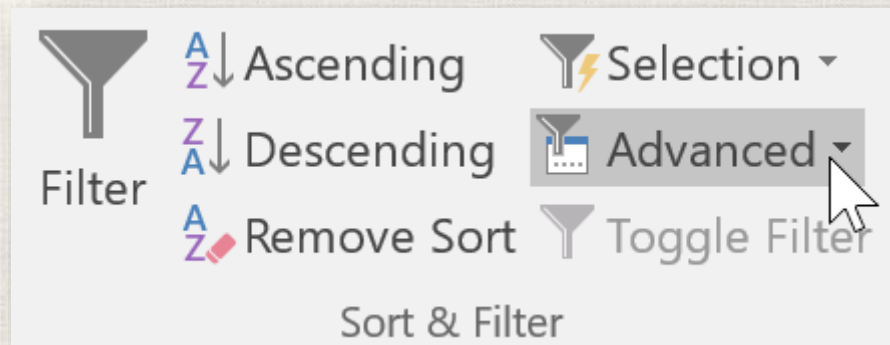 Filter
Ascending
Descending
Remove Sort
Selection
Advanced
Toggle Filter
Sort & Filter